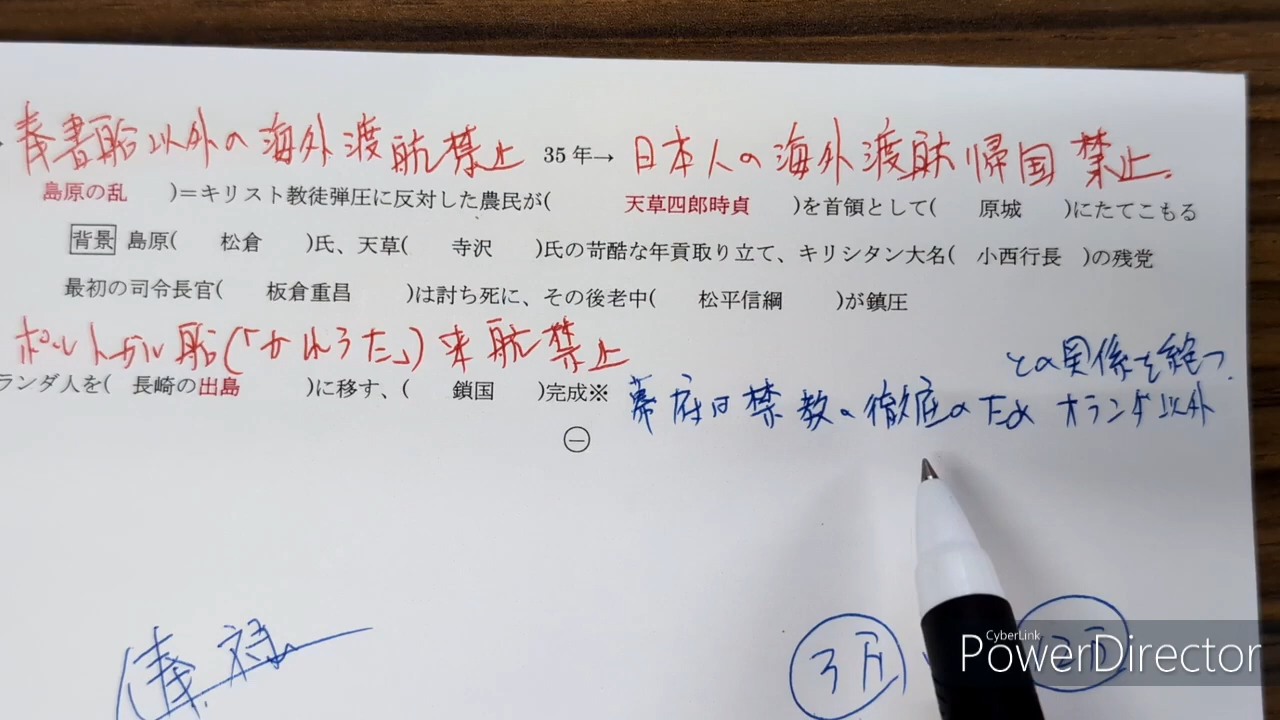 奉書船以外の海外渡航禁止 35年→ 日本人の海外渡航帰国禁止.
島原の乱 )＝キリスト教徒弾圧に反対した農民が( 天草四郎時貞 )を首領として( 原城 )にたてこもる
背景 島原( 松倉 )氏、天草( 寺沢 )氏の苛酷な年貢取り立て、キリシタン大名( 小西行長 )の残党
最初の司令長官( 板倉重昌 )は討ち死に、その後老中( 松平信綱 )が鎮圧
ポルトガル船(「かれうた」)来航禁止
ランダ人を( 長崎の出島 )に移す、( 鎖国 )完成※ 幕府は禁教の徹底のため オランダ以外
との関係を絶つ.
㊀
3万
CyberLink
PowerDirector